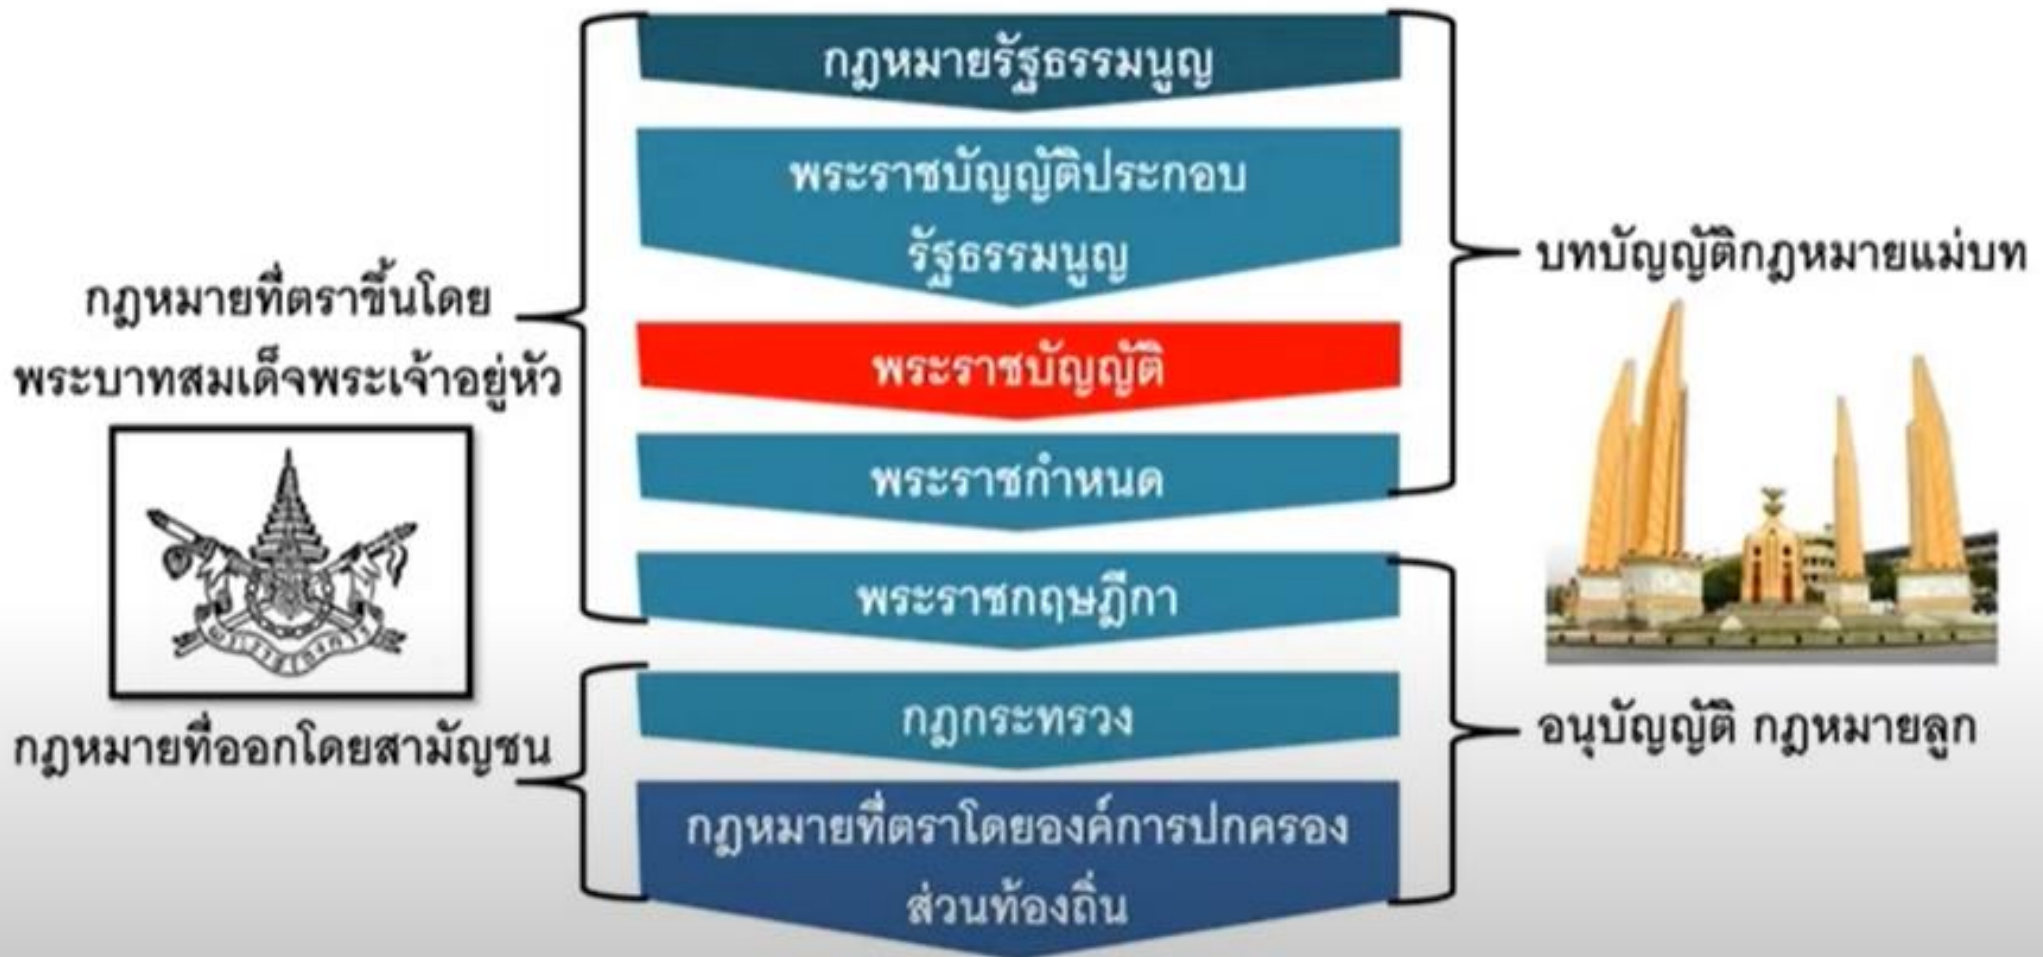 กฎหมายรัฐธรรมนูญ
พระราชบัญญัติประกอบ
รัฐธรรมนูญ
พระราชบัญญัติ
พระราชกำหนด
พระราชกฤษฎีกา
กฎกระทรวง
กฎหมายที่ตราโดยองค์การปกครอง
ส่วนท้องถิ่น
กฎหมายที่ตราขึ้นโดย
พระบาทสมเด็จพระเจ้าอยู่หัว
กฎหมายที่ออกโดยสามัญชน
บทบัญญัติกฎหมายแม่บท
อนุบัญญัติ กฎหมายลูก